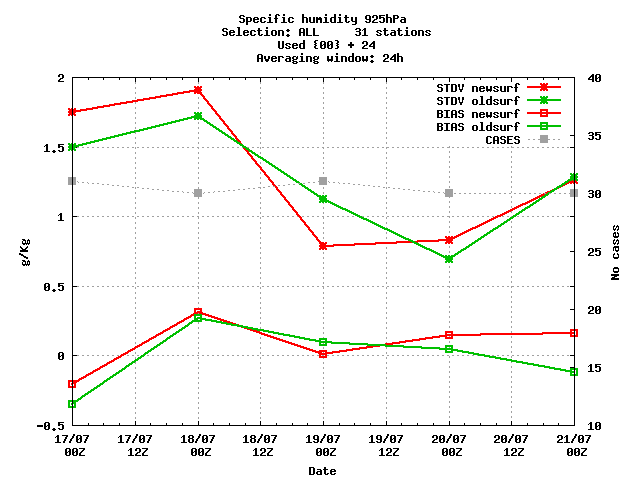 Specific humidity 925hPa
Selection: ALL     31 stations
Used {00} + 24
Averaging window: 24h
STDV newsurf
STDV oldsurf
BIAS newsurf
BIAS oldsurf
CASES
2
1.5
1
0.5
0
-0.5
g/Kg
40
35
30
25
20
15
10
No cases
17/07 17/07 18/07 18/07 19/07 19/07 20/07 20/07 21/07
00Z 12Z 00Z 12Z 00Z 12Z 00Z 12Z 00Z
Date